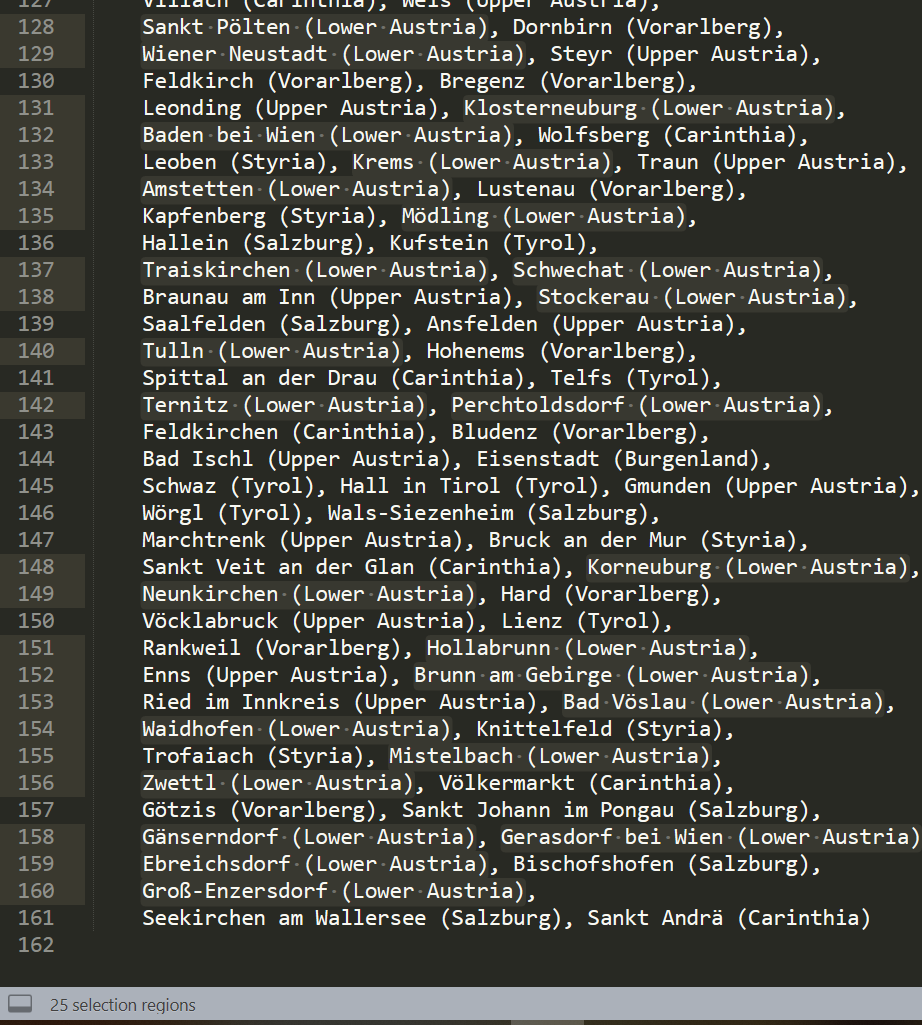 127 Villach (Carinthia), Wels (Upper Austria),
128 Sankt Pölten (Lower Austria), Dornbirn (Vorarlberg),
129 Wiener Neustadt (Lower Austria), Steyr (Upper Austria),
130 Feldkirch (Vorarlberg), Bregenz (Vorarlberg),
131 Leonding (Upper Austria), Klosterneuburg (Lower Austria),
132 Baden bei Wien (Lower Austria), Wolfsberg (Carinthia),
133 Leoben (Styria), Krems (Lower Austria), Traun (Upper Austria),
134 Amstetten (Lower Austria), Lustenau (Vorarlberg),
135 Kapfenberg (Styria), Mödling (Lower Austria),
136 Hallein (Salzburg), Kufstein (Tyrol),
137 Traiskirchen (Lower Austria), Schwechat (Lower Austria),
138 Braunau am Inn (Upper Austria), Stockerau (Lower Austria),
139 Saalfelden (Salzburg), Ansfelden (Upper Austria),
140 Tulln (Lower Austria), Hohenems (Vorarlberg),
141 Spittal an der Drau (Carinthia), Telfs (Tyrol),
142 Ternitz (Lower Austria), Perchtoldsdorf (Lower Austria),
143 Feldkirchen (Carinthia), Bludenz (Vorarlberg),
144 Bad Ischl (Upper Austria), Eisenstadt (Burgenland),
145 Schwaz (Tyrol), Hall in Tirol (Tyrol), Gmunden (Upper Austria),
146 Wörgl (Tyrol), Wals-Siezenheim (Salzburg),
147 Marchtrenk (Upper Austria), Bruck an der Mur (Styria),
148 Sankt Veit an der Glan (Carinthia), Korneuburg (Lower Austria),
149 Neunkirchen (Lower Austria), Hard (Vorarlberg),
150 Vöcklabruck (Upper Austria), Lienz (Tyrol),
151 Rankweil (Vorarlberg), Hollabrunn (Lower Austria),
152 Enns (Upper Austria), Brunn am Gebirge (Lower Austria),
153 Ried im Innkreis (Upper Austria), Bad Vöslau (Lower Austria),
154 Waidhofen (Lower Austria), Knittelfeld (Styria),
155 Trofaiach (Styria), Mistelbach (Lower Austria),
156 Zwettl (Lower Austria), Völkermarkt (Carinthia),
157 Götzis (Vorarlberg), Sankt Johann im Pongau (Salzburg),
158 Gänserndorf (Lower Austria), Gerasdorf bei Wien (Lower Austria)
159 Ebreichsdorf (Lower Austria), Bischofshofen (Salzburg),
160 Groß-Enzersdorf (Lower Austria),
161 Seekirchen am Wallersee (Salzburg), Sankt Andrä (Carinthia)
162
25 selection regions